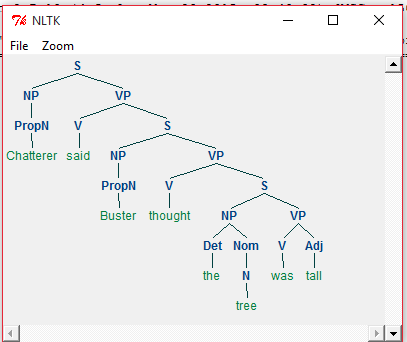 NLTK
File Zoom
S
NP VP
PropN V S
Chatterer said NP VP
PropN V S
Buster thought NP VP
Det Nom V Adj
the N was tall
tree